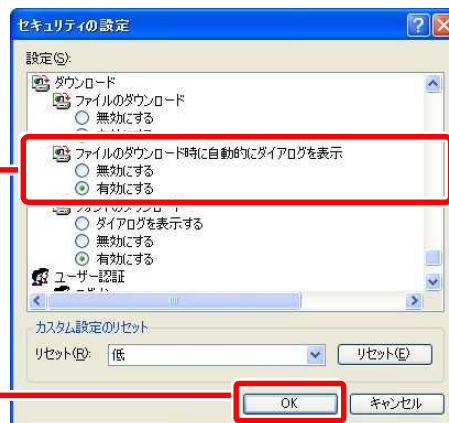 セキュリティの設定
設定(S):
ダウンロード
ファイルのダウンロード
無効にする
ファイルのダウンロード時に自動的にダイアログを表示
無効にする
有効にする
ダイアログを表示する
無効にする
有効にする
ユーザー認証
カスタム設定のリセット
リセット(R): 低 リセット(E)
OK キャンセル